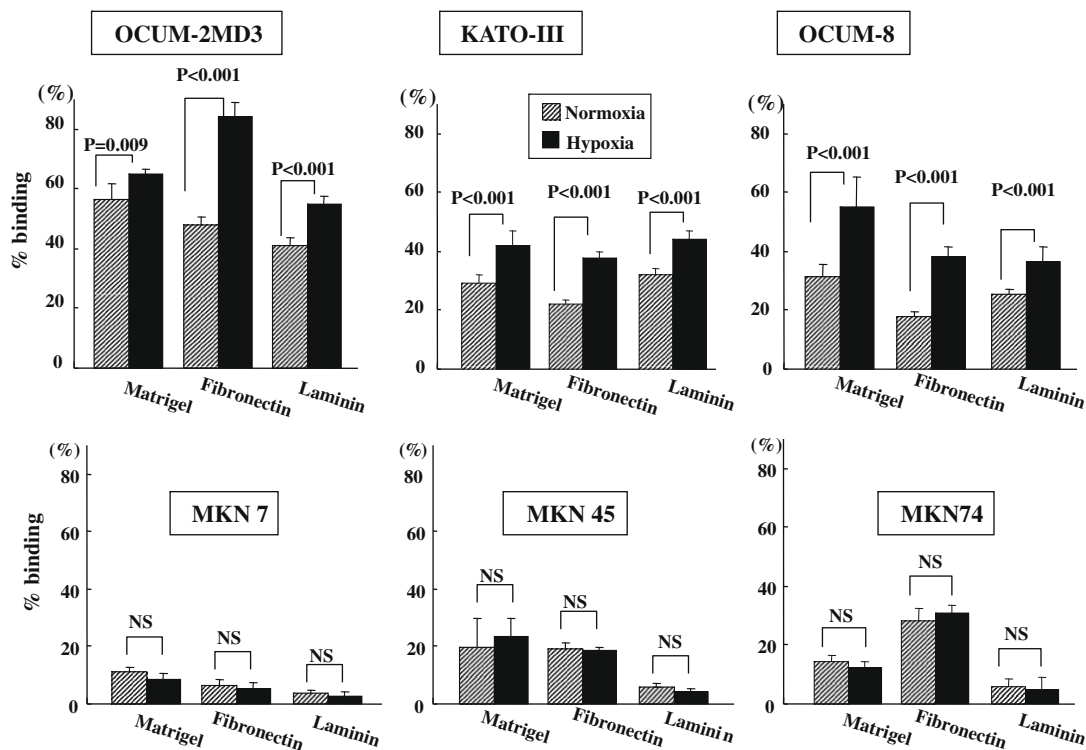 OCUM-2MD3
KATO-III
OCUM-8
(%)
80
60
40
20
0
% binding
P=0.009
P<0.001
P<0.001
Matrigel
Fibronectin
Laminin
(%)
80
60
40
20
0
Normoxia
Hypoxia
P<0.001
P<0.001
P<0.001
Matrigel
Fibronectin
Laminin
(%)
80
60
40
20
0
P<0.001
P<0.001
P<0.001
Matrigel
Fibronectin
Laminin
(%)
80
60
40
20
0
% binding
MKN 7
NS
NS
NS
Matrigel
Fibronectin
Laminin
(%)
80
60
40
20
0
MKN 45
NS
NS
NS
Matrigel
Fibronectin
Laminin
(%)
80
60
40
20
0
MKN74
NS
NS
NS
Matrigel
Fibronectin
Laminin